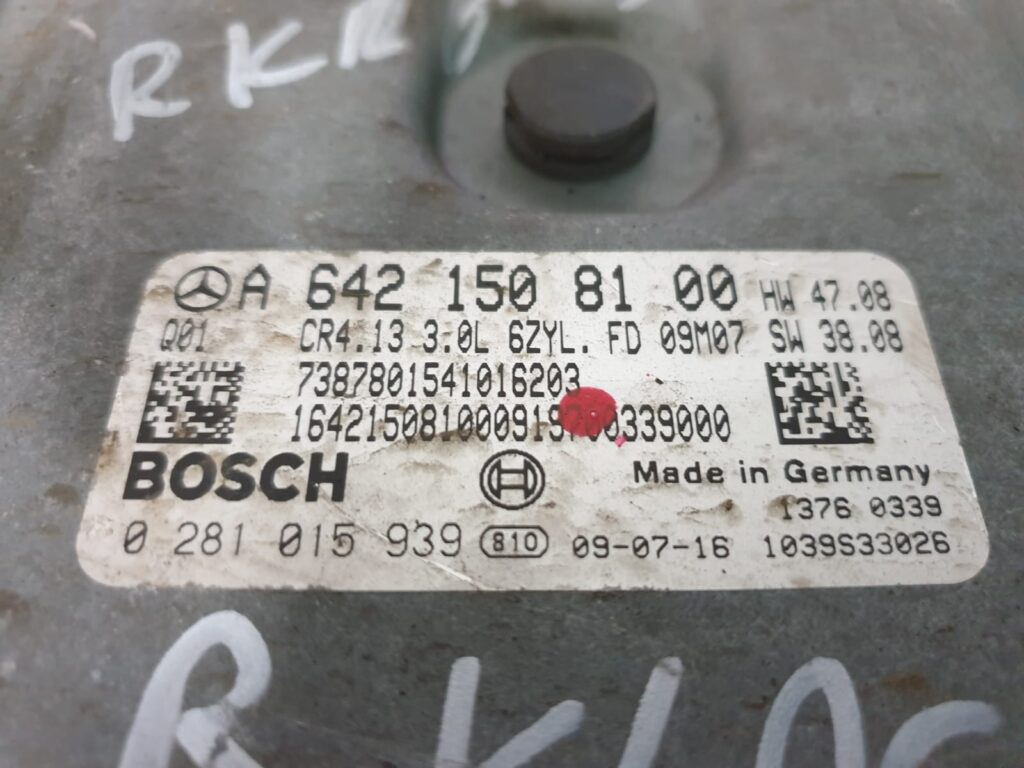 A 642 150 81 00 HW 47.08
Q01 CR4.13 3.0L 6ZYL. FD 09M07 SW 38.08
7387801541016203
BOSCH Made in Germany
1376 0339
0 281 015 939 810 09-07-16 1039S33026